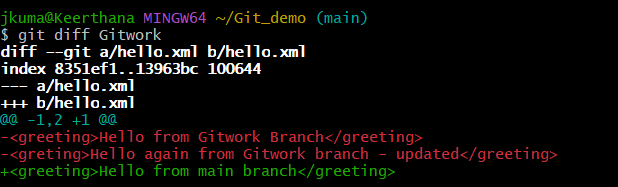 jkuma@Keerthana MINGW64 ~/Git_demo (main)
$ git diff Gitwork
diff --git a/hello.xml b/hello.xml
index 8351ef1..13963bc 100644
--- a/hello.xml
+++ b/hello.xml
@@ -1,2 +1 @@
-<greeting>Hello from Gitwork Branch</greeting>
-<greting>Hello again from Gitwork branch - updated</greeting>
+<greeting>Hello from main branch</greeting>